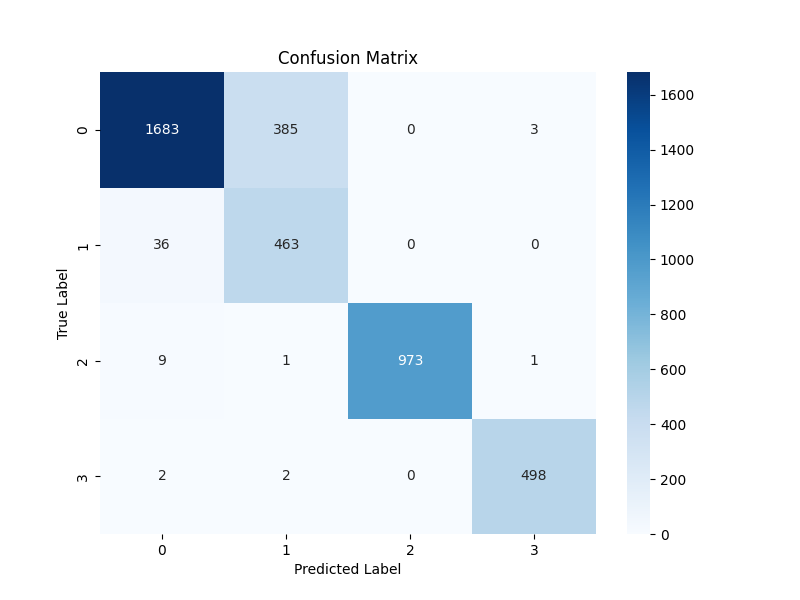 Confusion Matrix
True Label
0 1683 385 0 3
1 36 463 0 0
2 9 1 973 1
3 2 2 0 498
0 1 2 3
Predicted Label
1600
1400
1200
1000
800
600
400
200
0